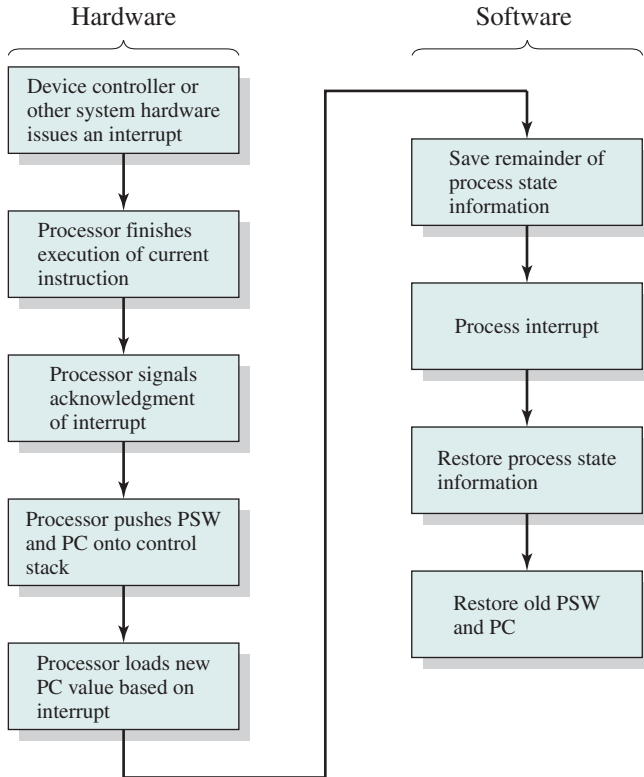 Hardware
Device controller or
other system hardware
issues an interrupt
Processor finishes
execution of current
instruction
Processor signals
acknowledgment
of interrupt
Processor pushes PSW
and PC onto control
stack
Processor loads new
PC value based on
interrupt
Software
Save remainder of
process state
information
Process interrupt
Restore process state
information
Restore old PSW
and PC